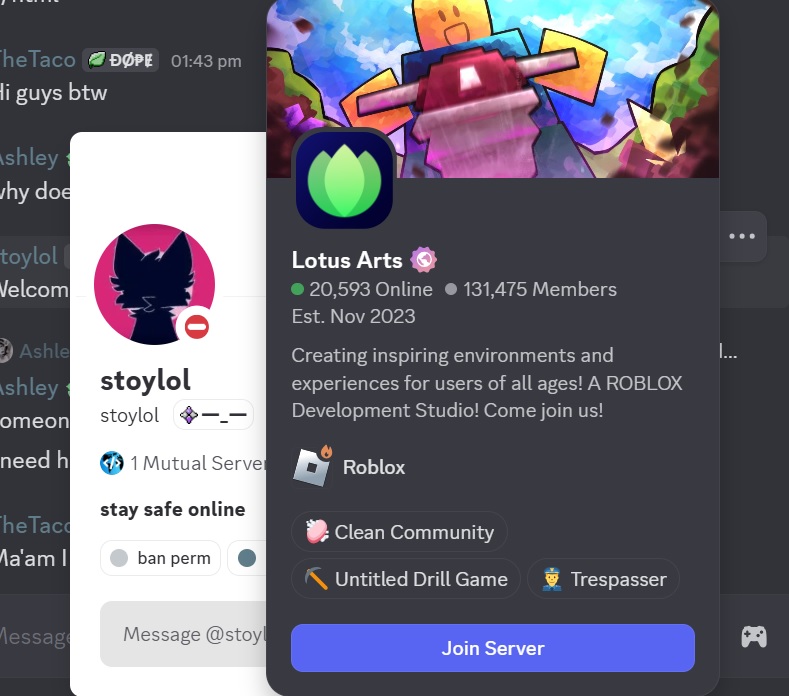 TheTaco ĐØ₱Ɇ 01:43 pm
Hi guys btw
Ashley
why doe
stoylol
Welcom
Ashle
Ashley
someon
need h
TheTaco
Ma'am I
Message
stoylol
stoylol —_—
1 Mutual Server
stay safe online
ban perm
Message @stoyl
Lotus Arts
20,593 Online 131,475 Members
Est. Nov 2023
Creating inspiring environments and
experiences for users of all ages! A ROBLOX
Development Studio! Come join us!
Roblox
Clean Community
Untitled Drill Game Trespasser
Join Server